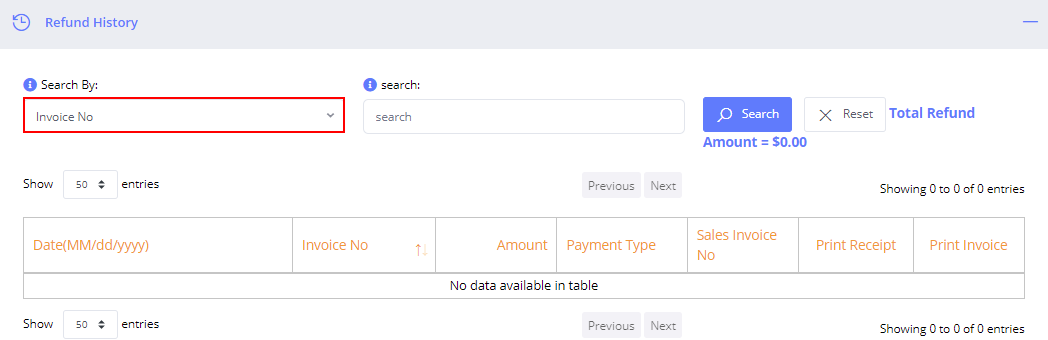 Refund History
Search By:
search:
Invoice No
search
Search
Reset
Total Refund
Amount = $0.00
Show 50 entries
Previous Next
Showing 0 to 0 of 0 entries
Date(MM/dd/yyyy)
Invoice No
Amount
Payment Type
Sales Invoice
No
Print Receipt
Print Invoice
No data available in table
Show 50 entries
Previous Next
Showing 0 to 0 of 0 entries